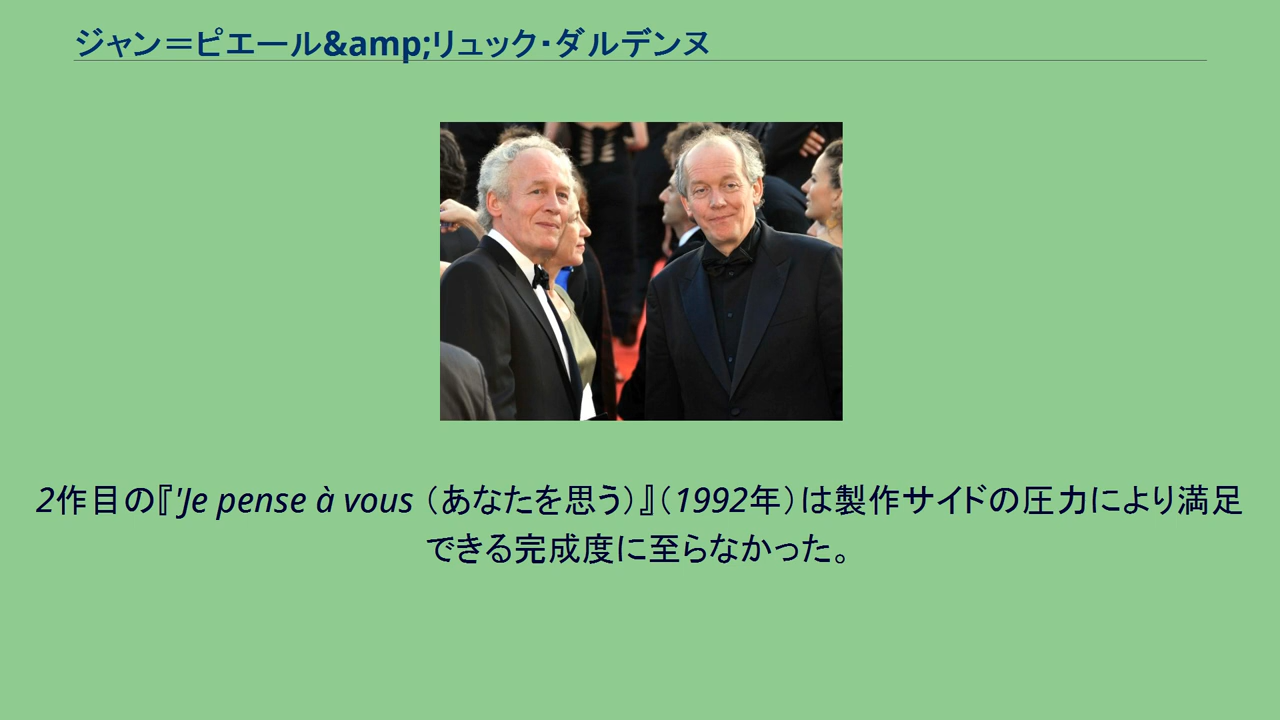 ジャン＝ピエール&amp;リュック・ダルデンヌ
2作目の『'Je pense à vous （あなたを思う）』（1992年）は製作サイドの圧力により満足
できる完成度に至らなかった。